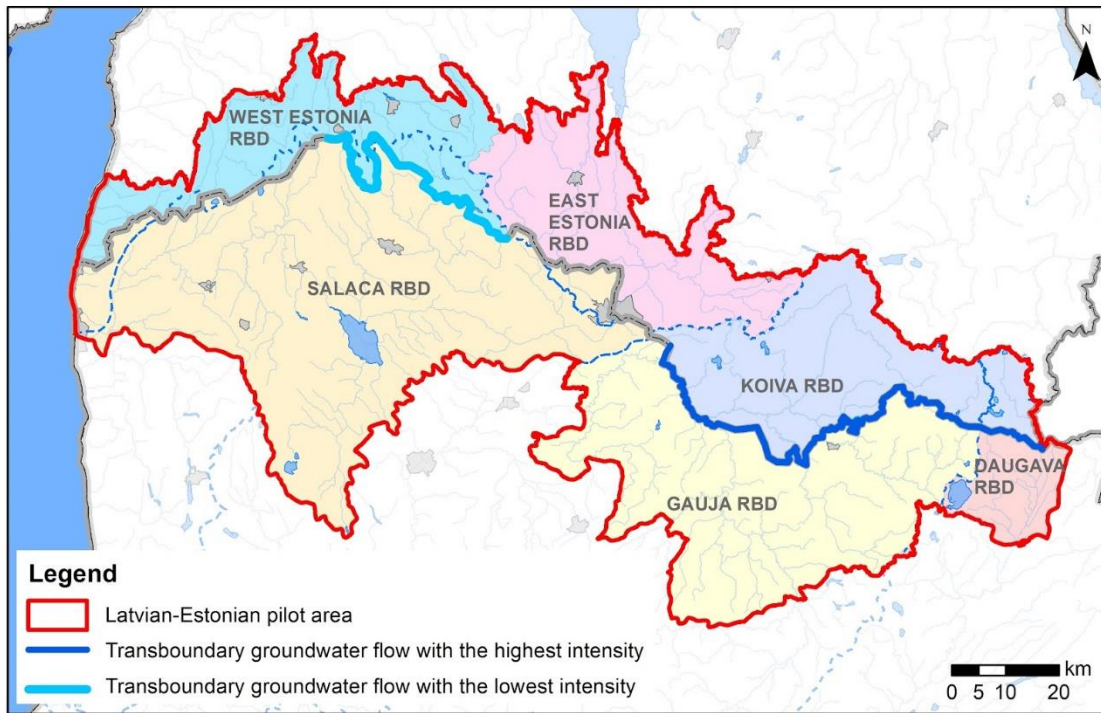 N
WEST ESTONIA
RBD
EAST
ESTONIA
RBD
SALACA RBD
KOIVA RBD
DAUGAVA
RBD
GAUJA RBD
Legend
Latvian-Estonian pilot area
Transboundary groundwater flow with the highest intensity
Transboundary groundwater flow with the lowest intensity
km
0 5 10 20